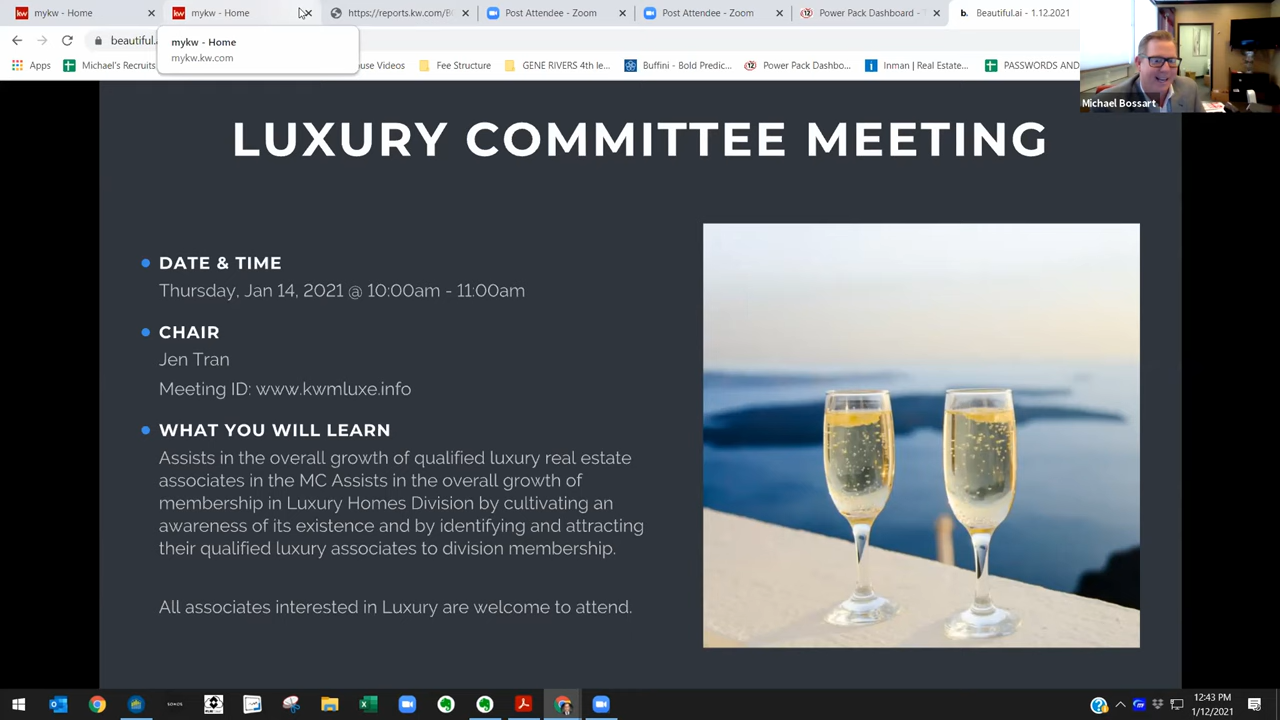 mykw - Home
mykw - Home
https://reports.kw.com/
Post Attendee - Zoom
Post Attendee - Zoom
Power Pack Dashboard -
b. Beautiful.ai - 1.12.2021
beautiful.
mykw - Home
mykw.kw.com
Apps
Michael's Recruits
use Videos
Fee Structure
GENE RIVERS 4th le...
Buffini - Bold Predic...
Power Pack Dashbo...
Inman | Real Estate...
PASSWORDS AND
Michael Bossart
LUXURY COMMITTEE MEETING
DATE & TIME
Thursday, Jan 14, 2021 @ 10:00am - 11:00am
CHAIR
Jen Tran
Meeting ID: www.kwmluxe.info
WHAT YOU WILL LEARN
Assists in the overall growth of qualified luxury real estate
associates in the MC Assists in the overall growth of
membership in Luxury Homes Division by cultivating an
awareness of its existence and by identifying and attracting
their qualified luxury associates to division membership.
All associates interested in Luxury are welcome to attend.
12:43 PM
1/12/2021